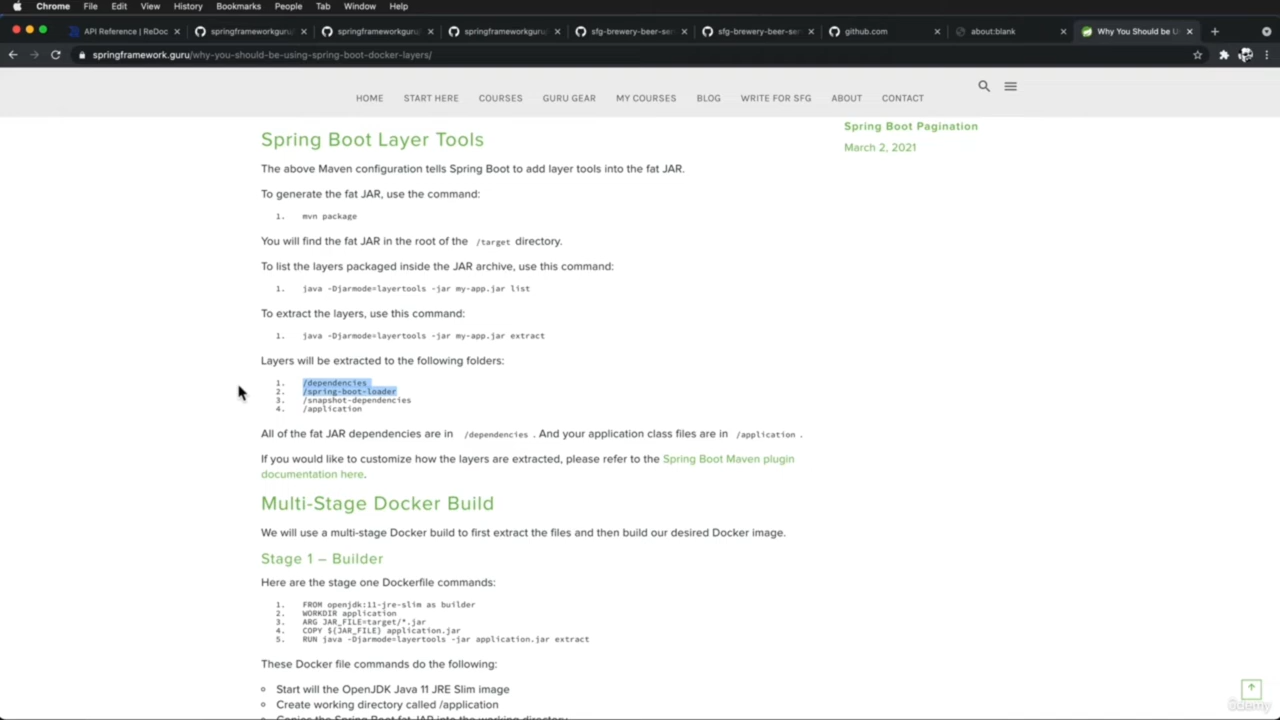 Chrome File Edit View History Bookmarks People Tab Window Help
API Reference | ReDoc springframeworkguru springframeworkguru springframeworkguru sfg-brewery-beer-ser sfg-brewery-beer-ser github.com about:blank Why You Should be U
springframework.guru/why-you-should-be-using-spring-boot-docker-layers/
HOME START HERE COURSES GURU GEAR MY COURSES BLOG WRITE FOR SFG ABOUT CONTACT
Spring Boot Pagination
March 2, 2021
Spring Boot Layer Tools
The above Maven configuration tells Spring Boot to add layer tools into the fat JAR.
To generate the fat JAR, use the command:
1. mvn package
You will find the fat JAR in the root of the /target directory.
To list the layers packaged inside the JAR archive, use this command:
1. java -Djarmode=layertools -jar my-app.jar list
To extract the layers, use this command:
1. java -Djarmode=layertools -jar my-app.jar extract
Layers will be extracted to the following folders:
1. /dependencies
2. /spring-boot-loader
3. /snapshot-dependencies
4. /application
All of the fat JAR dependencies are in /dependencies . And your application class files are in /application .
If you would like to customize how the layers are extracted, please refer to the Spring Boot Maven plugin
documentation here.
Multi-Stage Docker Build
We will use a multi-stage Docker build to first extract the files and then build our desired Docker image.
Stage 1 – Builder
Here are the stage one Dockerfile commands:
1. FROM openjdk:11-jre-slim as builder
2. WORKDIR application
3. ARG JAR_FILE=target/*.jar
4. COPY ${JAR_FILE} application.jar
5. RUN java -Djarmode=layertools -jar application.jar extract
These Docker file commands do the following:
Start will the OpenJDK Java 11 JRE Slim image
Create working directory called /application
Copies the Spring Boot fat JAR into the working directory
udemy